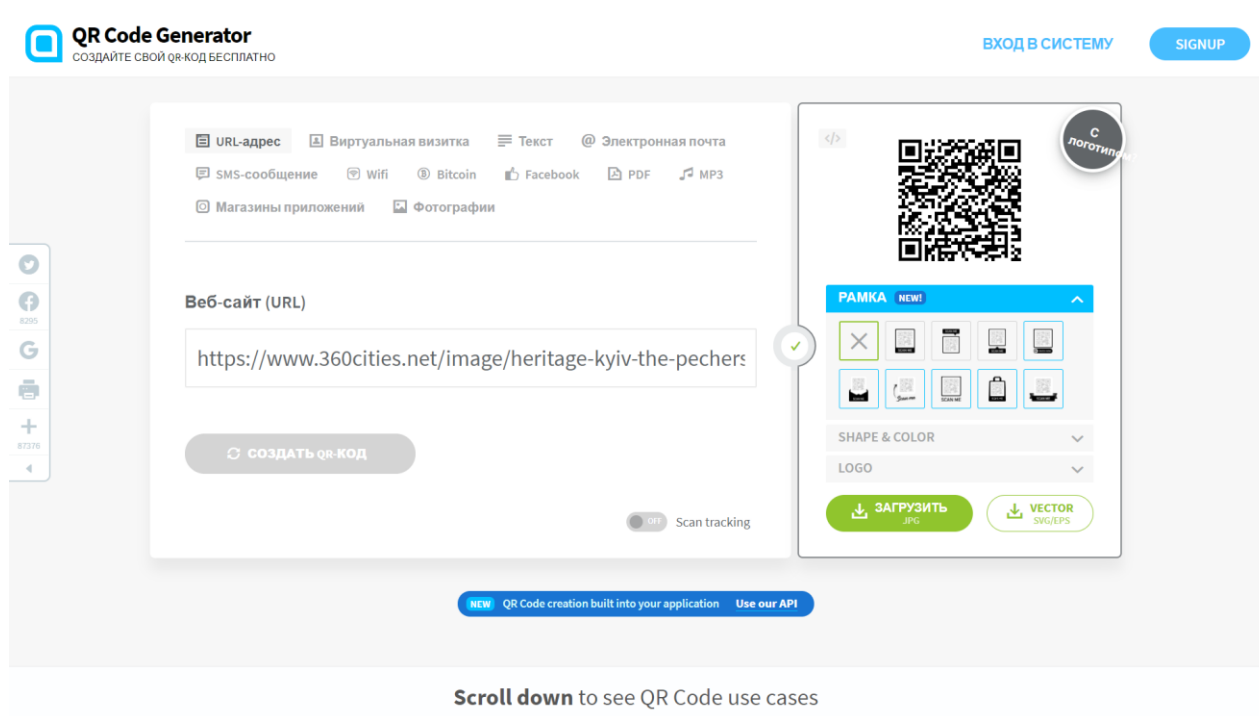 QR Code Generator
СОЗДАЙТЕ СВОЙ QR-КОД БЕСПЛАТНО
ВХОД В СИСТЕМУ
SIGNUP
URL-адрес Виртуальная визитка Текст @ Электронная почта
SMS-сообщение Wifi Bitcoin Facebook PDF MP3
Магазины приложений Фотографии
</>
С логотипом
8295
G
87376
Веб-сайт (URL)
https://www.360cities.net/image/heritage-kyiv-the-pechers
СОЗДАТЬ QR-КОД
OFF Scan tracking
РАМКА NEW!
Scan me
SCAN ME
SHAPE & COLOR
LOGO
ЗАГРУЗИТЬ
.JPG
VECTOR
SVG/EPS
NEW QR Code creation built into your application Use our API
Scroll down to see QR Code use cases